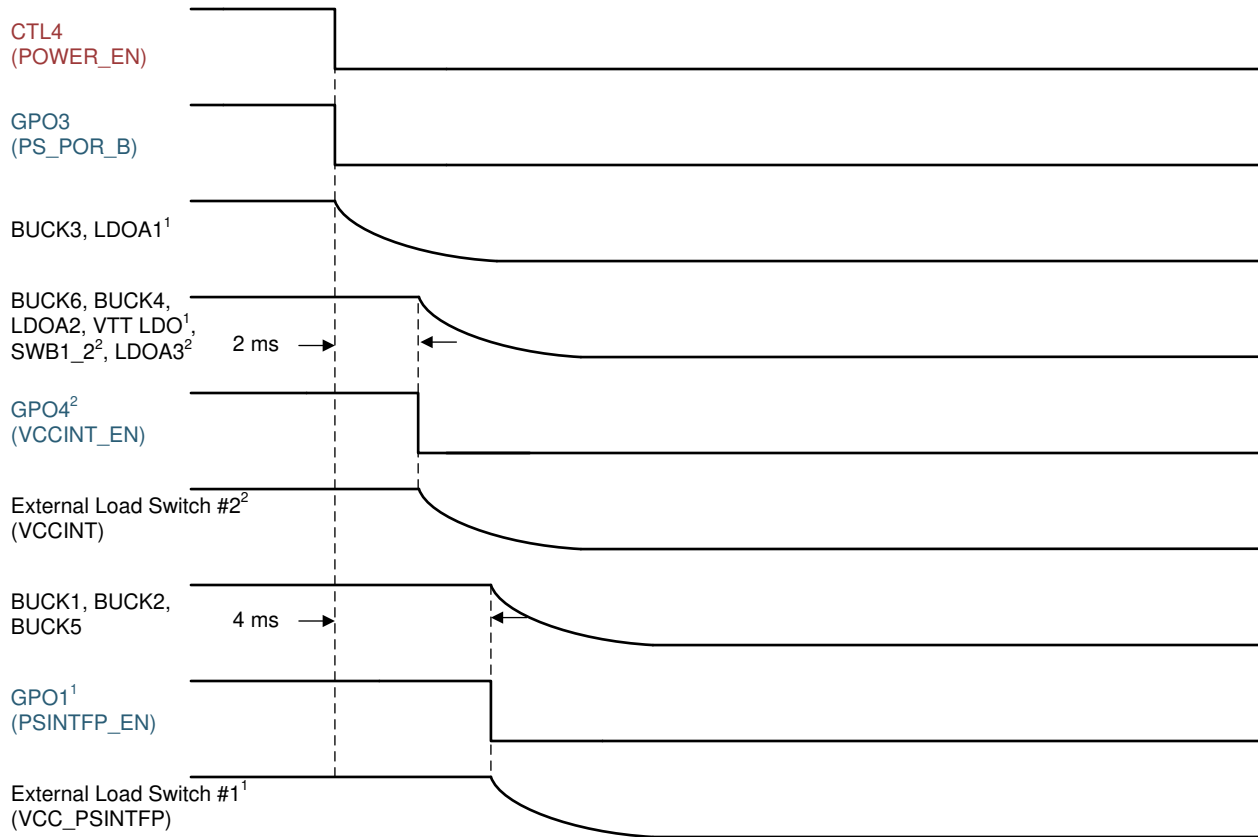 CTL4
(POWER_EN)
GPO3
(PS_POR_B)
BUCK3, LDOA1¹
BUCK6, BUCK4,
LDOA2, VTT LDO¹,
SWB1_2², LDOA3²
2 ms
GPO4²
(VCCINT_EN)
External Load Switch #2²
(VCCINT)
BUCK1, BUCK2,
BUCK5
4 ms
GPO1¹
(PSINTFP_EN)
External Load Switch #1¹
(VCC_PSINTFP)